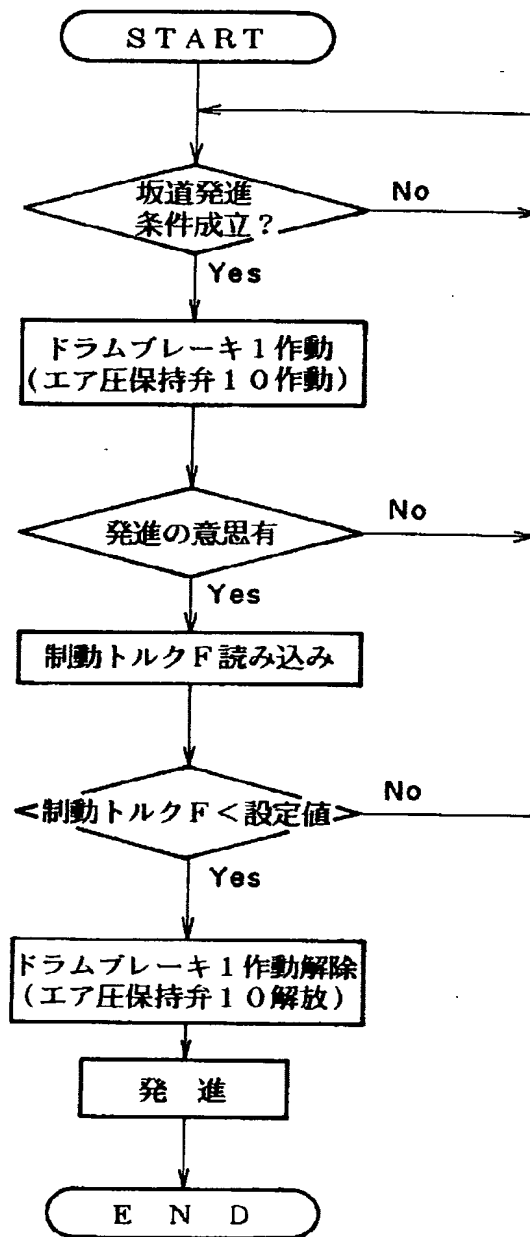 START
坂道発進
条件成立?
No
Yes
ドラムブレーキ1作動
(エア圧保持弁10作動)
発進の意思有
No
Yes
制動トルクF読み込み
制動トルクF<設定値
No
Yes
ドラムブレーキ1作動解除
(エア圧保持弁10解放)
発 進
END